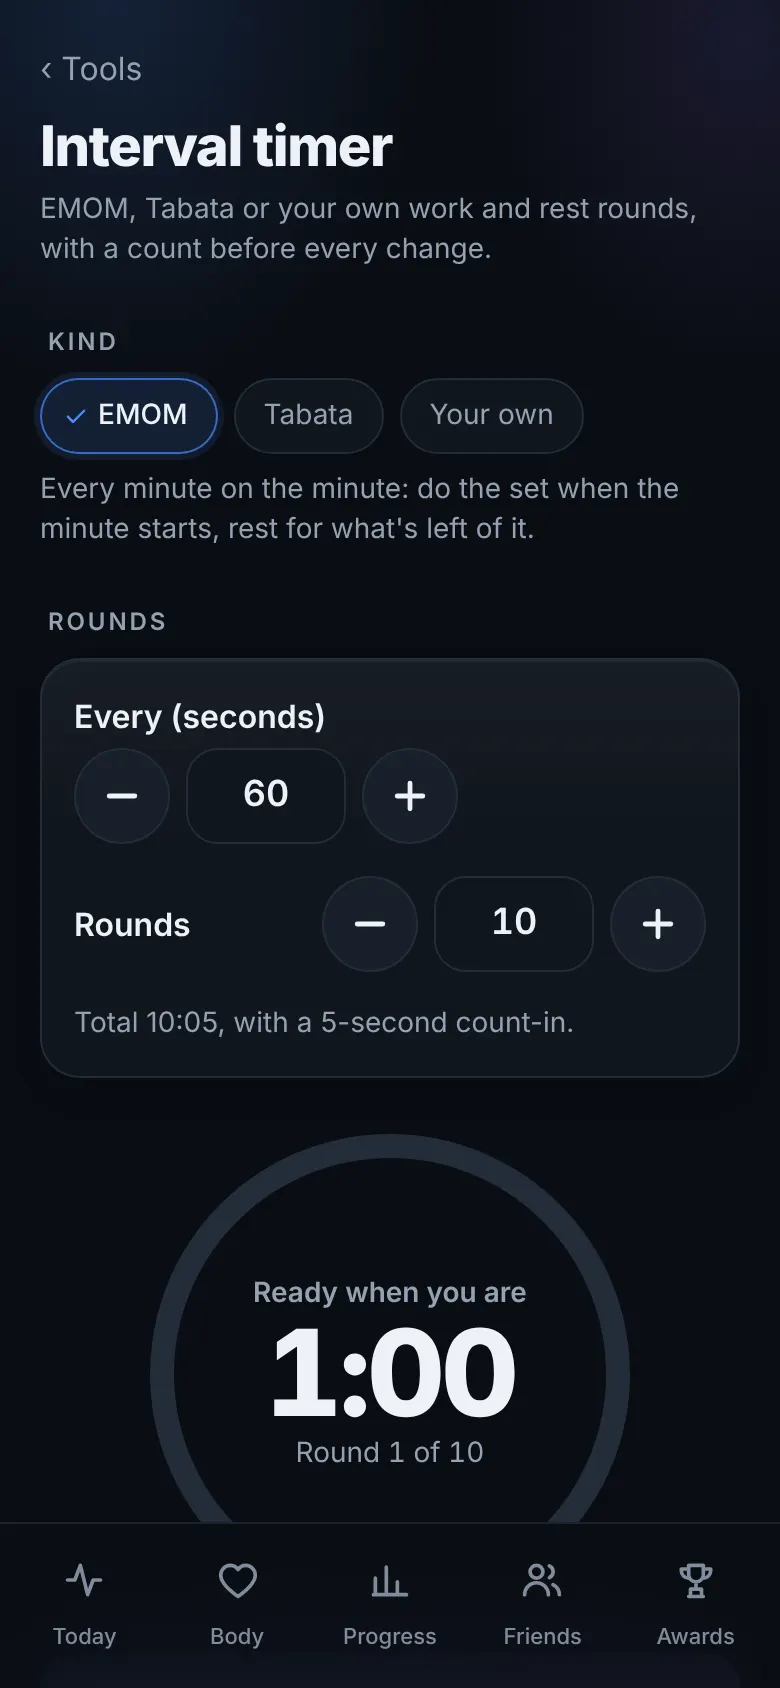 ‹ Tools
Interval timer
EMOM, Tabata or your own work and rest rounds,
with a count before every change.
KIND
✓ EMOM Tabata Your own
Every minute on the minute: do the set when the
minute starts, rest for what's left of it.
ROUNDS
Every (seconds)
− 60 +
Rounds − 10 +
Total 10:05, with a 5-second count-in.
Ready when you are
1:00
Round 1 of 10
Today Body Progress Friends Awards